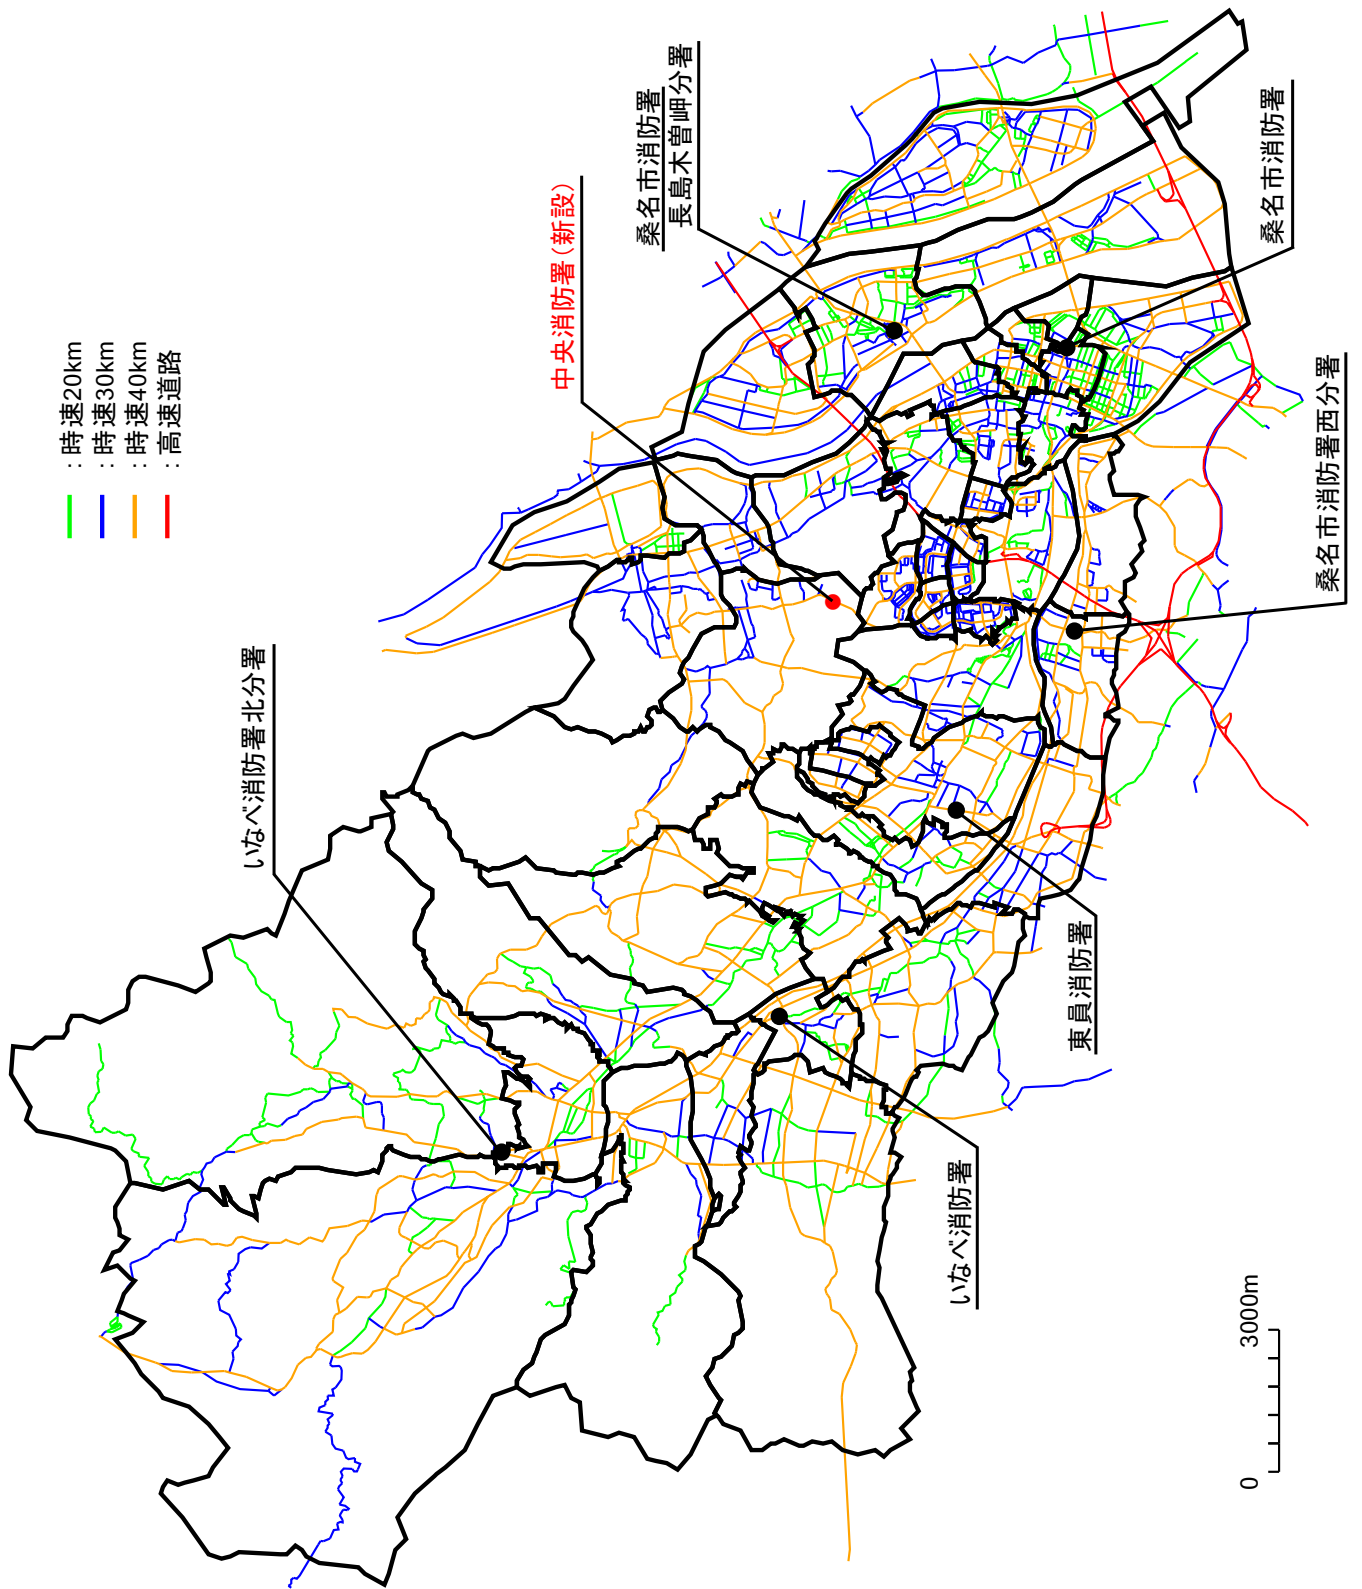 : 時速20km
: 時速30km
: 時速40km
: 高速道路
いなべ消防署北分署
中央消防署(新設)
桑名市消防署
長島木曽岬分署
桑名市消防署
桑名市消防署西分署
東員消防署
いなべ消防署
0 3000m